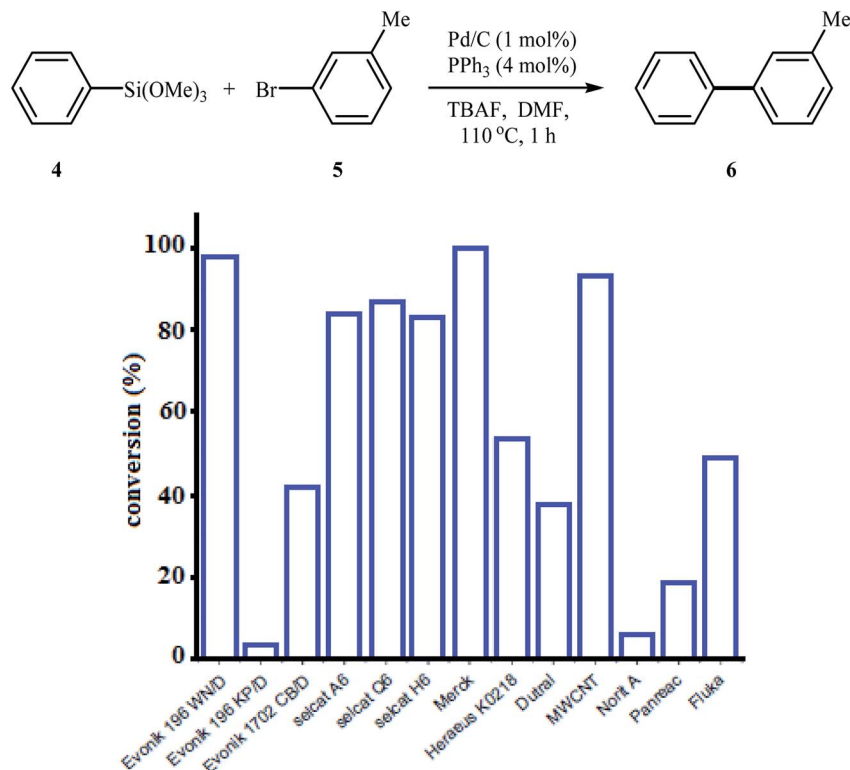 Me
Me
Pd/C (1 mol%)
PPh3 (4 mol%)
Si(OMe)3 + Br
TBAF, DMF,
110 °C, 1 h
4 5 6
conversion (%)
100
80
60
40
20
0
Evonik 196 WN/D
Evonik 196 KP/D
Evonik 1702 CB/D
selcat A6
selcat Q6
selcat H6
Merck
Heraeus K0218
Dutral
MWCNT
Norit A
Panreac
Fluka